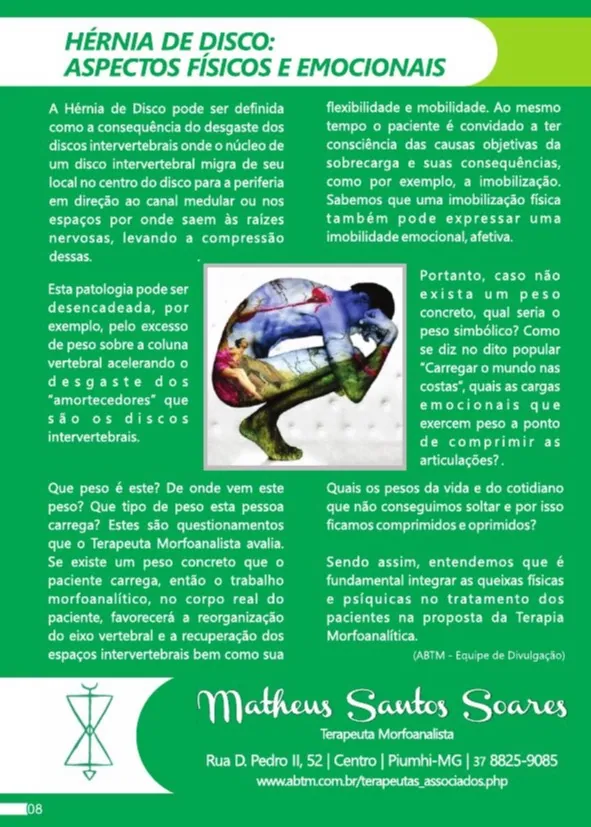 HÉRNIA DE DISCO:
ASPECTOS FÍSICOS E EMOCIONAIS
A Hérnia de Disco pode ser definida
como a consequência do desgaste dos
discos intervertebrais onde o núcleo de
um disco intervertebral migra de seu
local no centro do disco para a periferia
em direção ao canal medular ou nos
espaços por onde saem às raízes
nervosas, levando a compressão
dessas.
Esta patologia pode ser
desencadeada, por
exemplo, pelo excesso
de peso sobre a coluna
vertebral acelerando o
desgaste dos
"amortecedores" que
são os discos
intervertebrais.
Que peso é este? De onde vem este
peso? Que tipo de peso esta pessoa
carrega? Estes são questionamentos
que o Terapeuta Morfoanalista avalia.
Se existe um peso concreto que o
paciente carrega, então o trabalho
morfoanalítico, no corpo real do
paciente, favorecerá a reorganização
do eixo vertebral e a recuperação dos
espaços intervertebrais bem como sua
flexibilidade e mobilidade. Ao mesmo
tempo o paciente é convidado a ter
consciência das causas objetivas da
sobrecarga e suas consequências,
como por exemplo, a imobilização.
Sabemos que uma imobilização física
também pode expressar uma
imobilidade emocional, afetiva.
Portanto, caso não
exista um peso
concreto, qual seria o
peso simbólico? Como
se diz no dito popular
"Carregar o mundo nas
costas", quais as cargas
emocionais que
exercem peso a ponto
de comprimir as
articulações? .
Quais os pesos da vida e do cotidiano
que não conseguimos soltar e por isso
ficamos comprimidos e oprimidos?
Sendo assim, entendemos que é
fundamental integrar as queixas físicas
e psíquicas no tratamento dos
pacientes na proposta da Terapia
Morfoanalítica.
(ABTM - Equipe de Divulgação)
Matheus Santos Soares
Terapeuta Morfoanalista
Rua D. Pedro II, 52 | Centro | Piumhi-MG | 37 8825-9085
www.abtm.com.br/terapeutas_associados.php
08